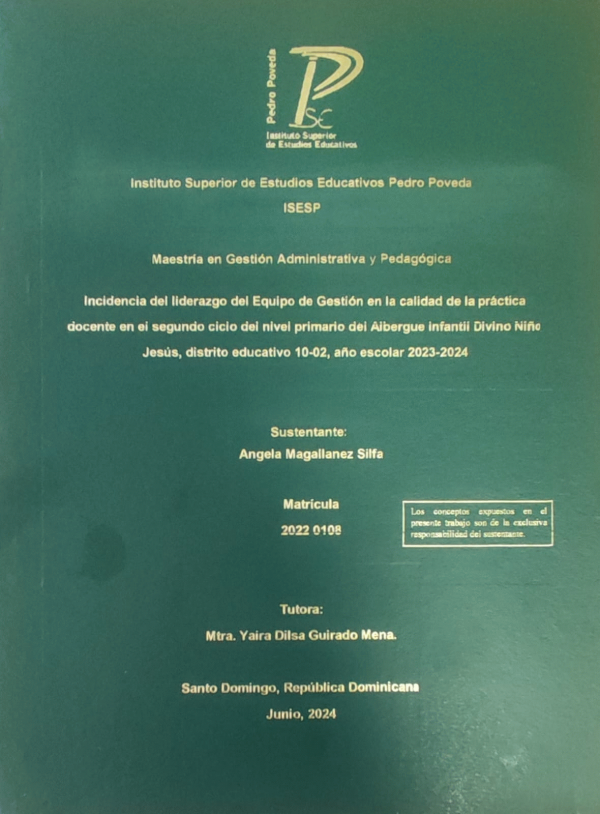 Pedro Poveda
PSE
Instituto Superior
de Estudios Educativos
Instituto Superior de Estudios Educativos Pedro Poveda
ISESP
Maestría en Gestión Administrativa y Pedagógica
Incidencia del liderazgo del Equipo de Gestión en la calidad de la práctica
docente en el segundo ciclo del nivel primario del Albergue infantil Divino Niño
Jesús, distrito educativo 10-02, año escolar 2023-2024
Sustentante:
Angela Magallanez Silfa
Matrícula
2022 0108
Los conceptos expuestos en el
presente trabajo son de la exclusiva
responsabilidad del sustentante.
Tutora:
Mtra. Yaira Dilsa Guirado Mena.
Santo Domingo, República Dominicana
Junio, 2024